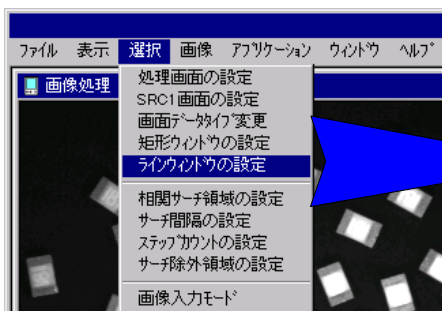 ファイル 表示 選択 画像 アプリケーション ウィンドウ ヘルプ
画像処理
処理画面の設定
SRC1画面の設定
画面データタイプ変更
矩形ウィンドウの設定
ラインウィンドウの設定
相関サーチ領域の設定
サーチ間隔の設定
ステップカウントの設定
サーチ除外領域の設定
画像入力モード